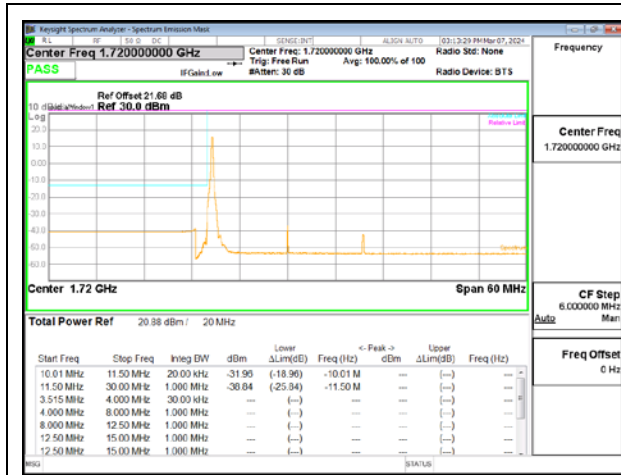 Keysight Spectrum Analyzer - Spectrum Emission Mask
RL RF 50 Ω DC SENSE:INT ALIGN AUTO 03:13:29 PM Mar 07, 2024
Center Freq 1.720000000 GHz
Center Freq: 1.720000000 GHz
Radio Std: None
Frequency
Trig: Free Run
Avg: 100.00% of 100
PASS
IFGain:Low
#Atten: 30 dB
Radio Device: BTS
Ref Offset 21.68 dB
10 dB/div
Ref 30.0 dBm
Log
Relative Limit
20.0
10.0
0.00
-10.0
-20.0
-30.0
-40.0
-50.0
-60.0
Spectrum
Center 1.72 GHz
Span 60 MHz
Center Freq
1.720000000 GHz
CF Step
6.000000 MHz
Auto Man
Freq Offset
0 Hz
Total Power Ref 20.88 dBm / 20 MHz
Lower <- Peak -> Upper
Start Freq Stop Freq Integ BW dBm ΔLim(dB) Freq (Hz) dBm ΔLim(dB) Freq (Hz)
10.01 MHz 11.50 MHz 20.00 kHz -31.96 (-18.96) -10.01 M --- (---) ---
11.50 MHz 30.00 MHz 1.000 MHz -38.84 (-25.84) -11.50 M --- (---) ---
3.515 MHz 4.000 MHz 30.00 kHz --- (---) --- --- (---) ---
4.000 MHz 8.000 MHz 1.000 MHz --- (---) --- --- (---) ---
8.000 MHz 12.50 MHz 1.000 MHz --- (---) --- --- (---) ---
12.50 MHz 15.00 MHz 1.000 MHz --- (---) --- --- (---) ---
12.50 MHz 15.00 MHz 1.000 MHz --- (---) --- --- (---) ---
MSG STATUS